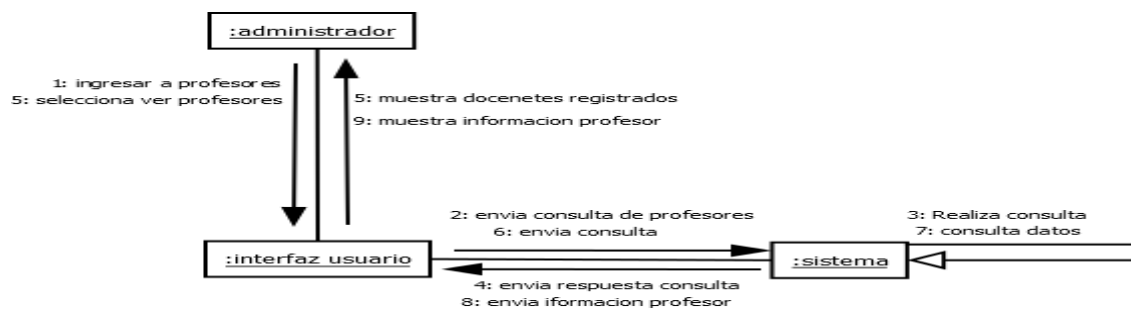 :administrador
1: ingresar a profesores
5: selecciona ver profesores
5: muestra docenetes registrados
9: muestra informacion profesor
2: envia consulta de profesores
6: envia consulta
3: Realiza consulta
7: consulta datos
:interfaz usuario
:sistema
4: envia respuesta consulta
8: envia iformacion profesor